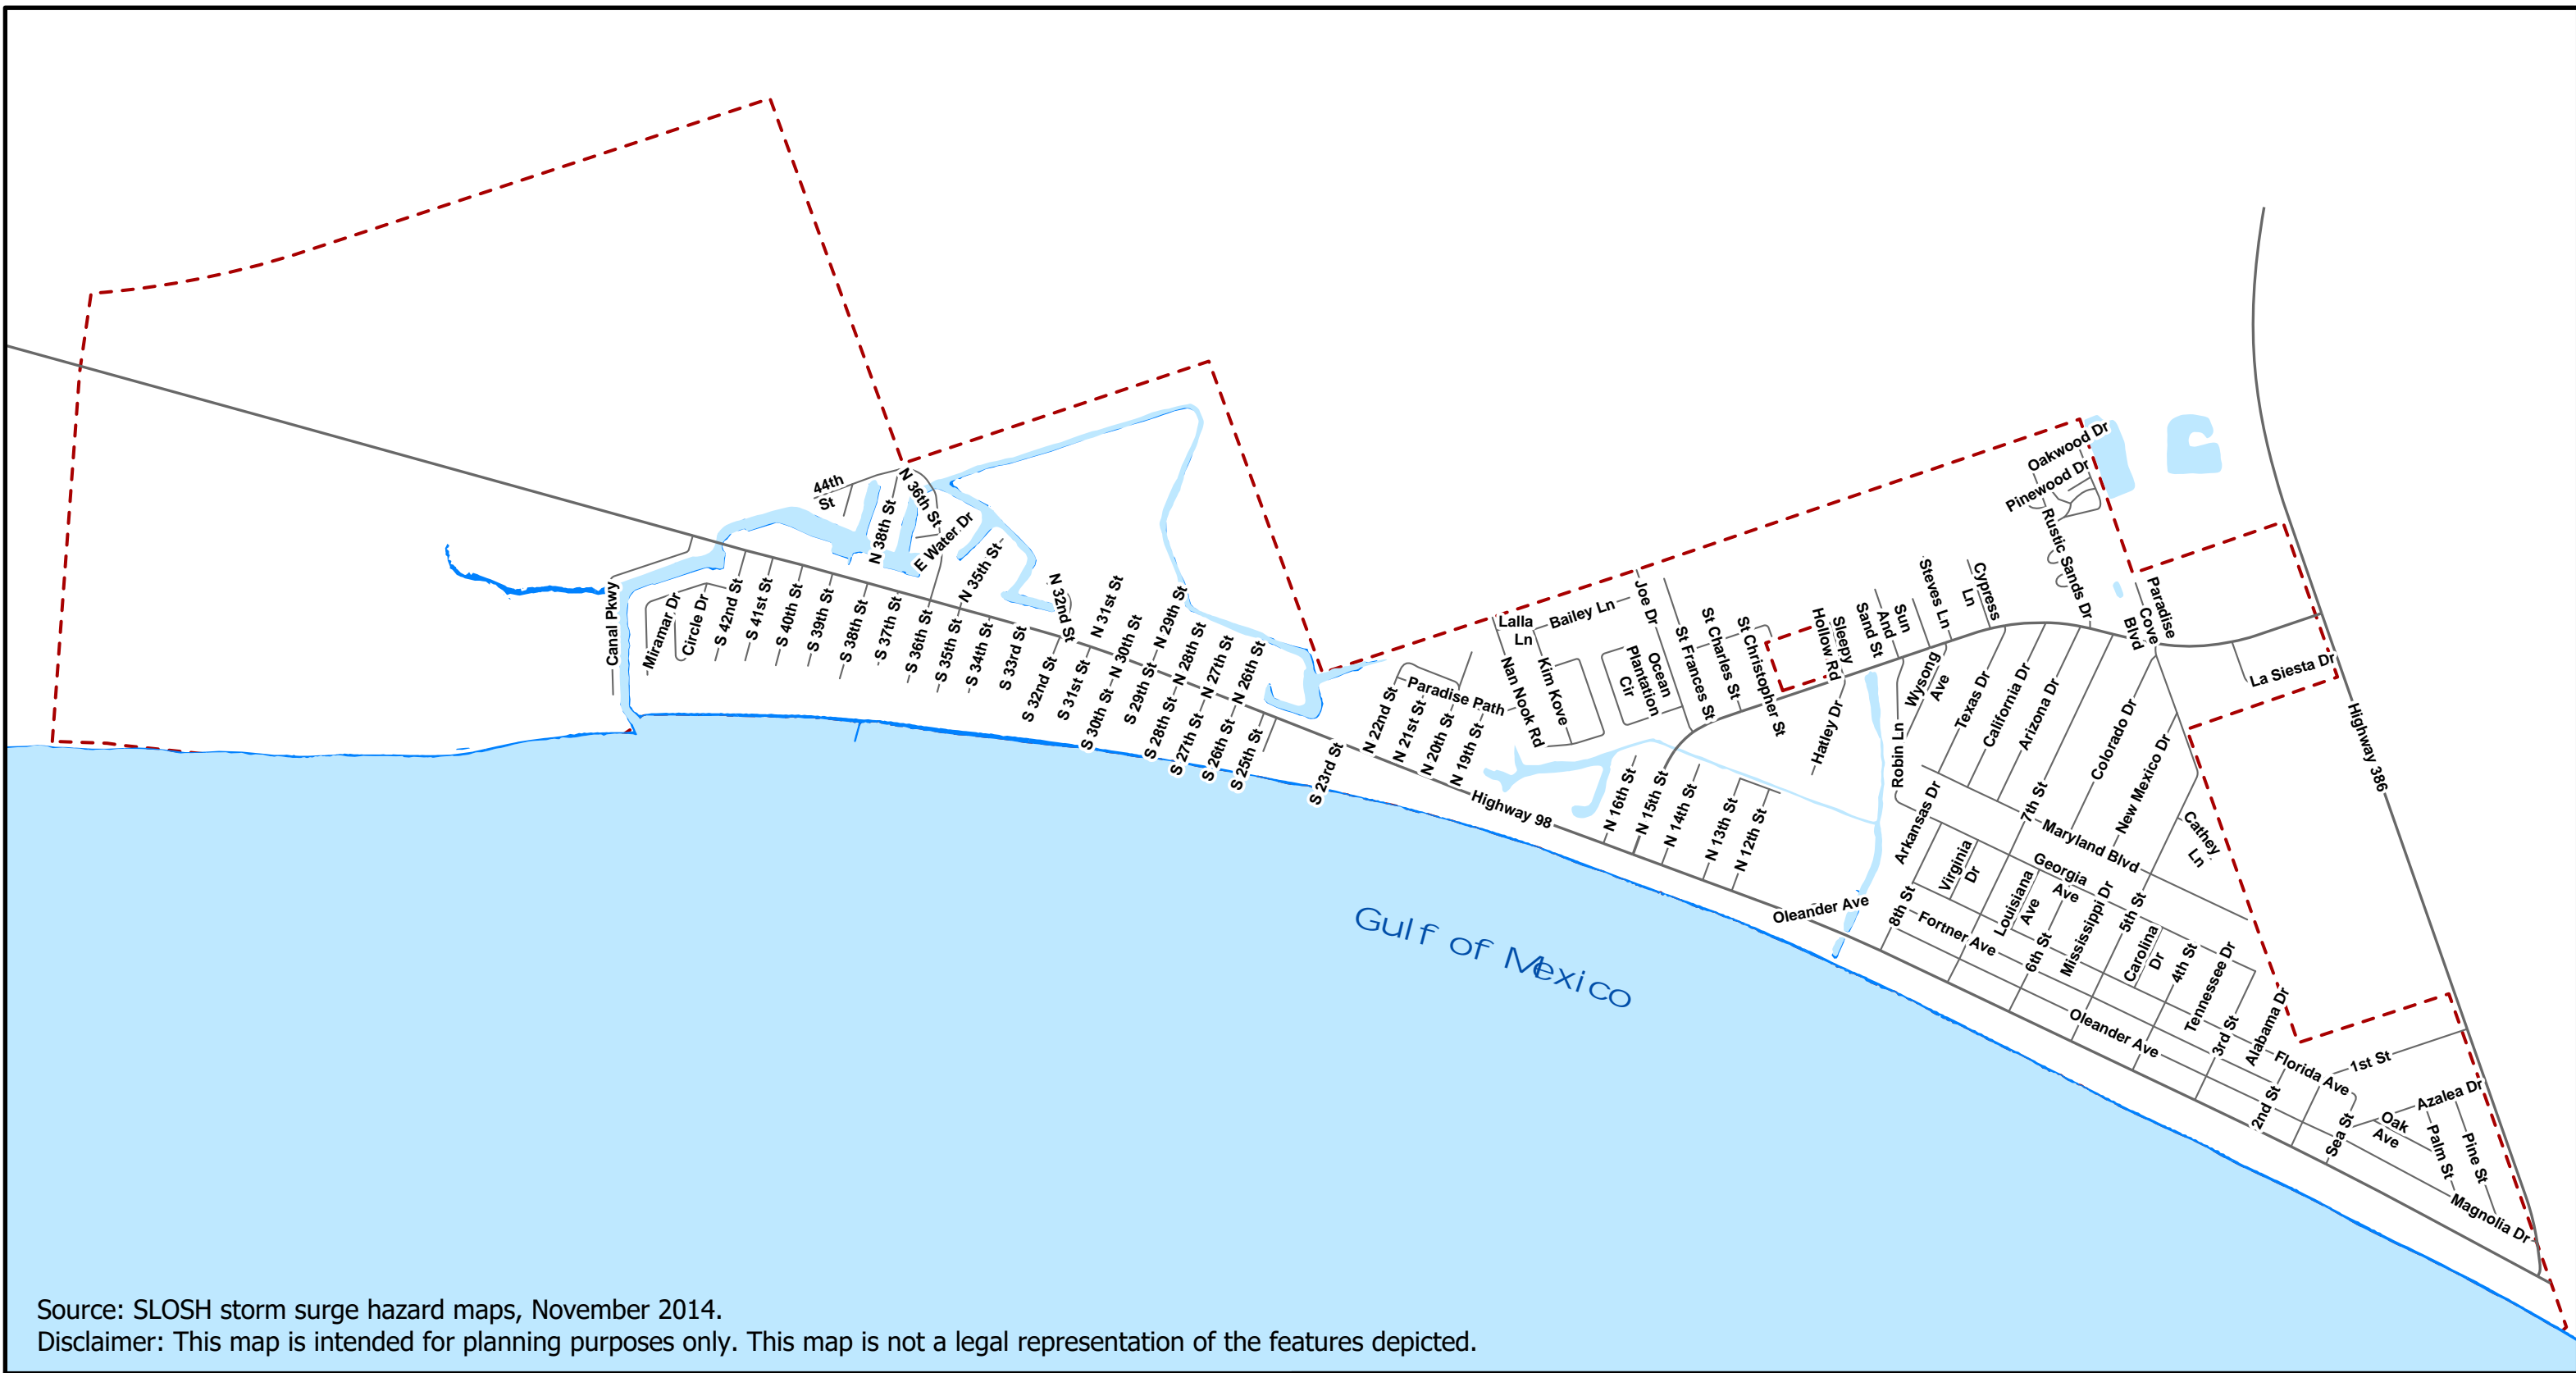 44th
St
N 38th St
N 36th St
E Water Dr
N 35th St
N 32nd St
N 31st St
N 30th St
N 29th St
N 28th St
N 27th St
N 26th St
Canal Pkwy
Miramar Dr
Circle Dr
S 42nd St
S 41st St
S 40th St
S 39th St
S 38th St
S 37th St
S 36th St
S 35th St
S 34th St
S 33rd St
S 32nd St
S 31st St
S 30th St
S 29th St
S 28th St
S 27th St
S 26th St
S 25th St
S 23rd St
N 22nd St
N 21st St
N 20th St
N 19th St
Paradise Path
Highway 98
Lalla
Ln
Bailey Ln
Nan Nook Rd
Kim Kove
Joe Dr
Ocean
Plantation
Cir
St Frances St
St Charles St
St Christopher St
Sleepy
Hollow Rd
Sun
And
Sand St
Steves Ln
Cypress
Ln
Oakwood Dr
Pinewood Dr
Rustic Sands Dr
Paradise
Cove
Blvd
La Siesta Dr
Highway 386
N 16th St
N 15th St
N 14th St
N 13th St
N 12th St
Hatley Dr
Robin Ln
Wysong
Ave
Texas Dr
California Dr
Arizona Dr
Colorado Dr
New Mexico Dr
Cathey
Ln
7th St
Maryland Blvd
Arkansas Dr
Virginia
Dr
Georgia
Ave
Louisiana
Ave
Mississippi Dr
5th St
Carolina
Dr
4th St
Tennessee Dr
Alabama Dr
Oleander Ave
8th St
Fortner Ave
6th St
Oleander Ave
3rd St
Florida Ave
1st St
2nd St
Sea St
Oak
Ave
Azalea Dr
Palm St
Pine St
Magnolia Dr
Gulf of Mexico
Source: SLOSH storm surge hazard maps, November 2014.
Disclaimer: This map is intended for planning purposes only. This map is not a legal representation of the features depicted.